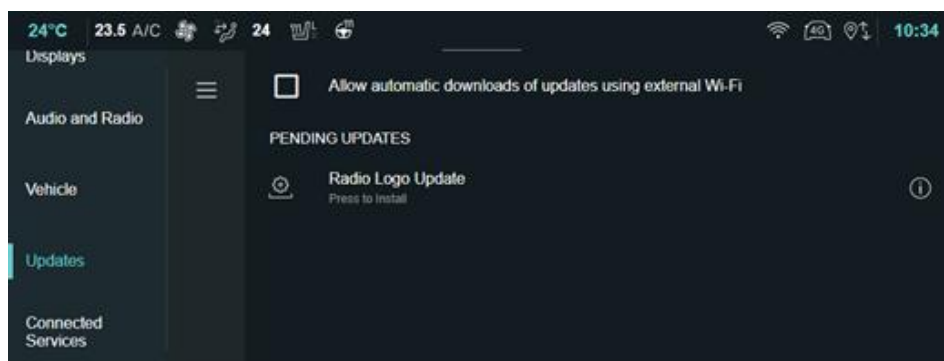 24°C 23.5 A/C 24 4G 10:34
Displays
Audio and Radio
Vehicle
Updates
Connected
Services
Allow automatic downloads of updates using external Wi-Fi
PENDING UPDATES
Radio Logo Update
Press to Install